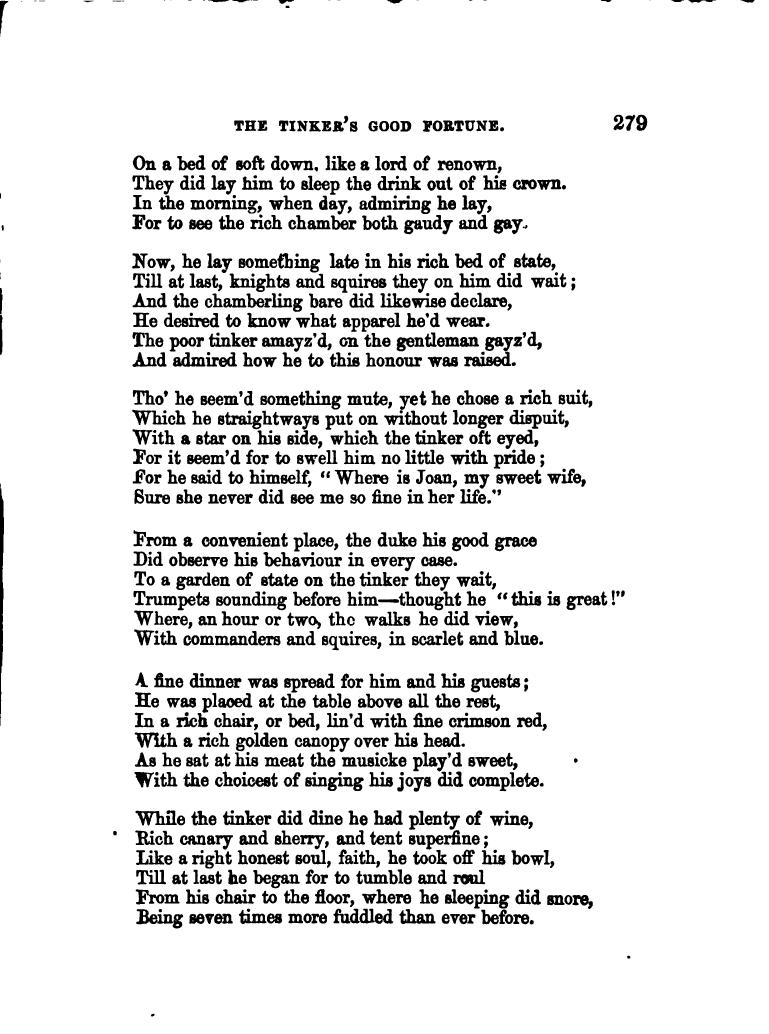 THE TINKER'S GOOD FORTUNE. 279
On a bed of soft down, like a lord of renown,
They did lay him to sleep the drink out of his crown.
In the morning, when day, admiring he lay,
For to see the rich chamber both gaudy and gay.
Now, he lay something late in his rich bed of state,
Till at last, knights and squires they on him did wait;
And the chamberling bare did likewise declare,
He desired to know what apparel he'd wear.
The poor tinker amayz'd, on the gentleman gayz'd,
And admired how he to this honour was raised.
Tho' he seem'd something mute, yet he chose a rich suit,
Which he straightways put on without longer dispuit,
With a star on his side, which the tinker oft eyed,
For it seem'd for to swell him no little with pride;
For he said to himself, "Where is Joan, my sweet wife,
Sure she never did see me so fine in her life."
From a convenient place, the duke his good grace
Did observe his behaviour in every case.
To a garden of state on the tinker they wait,
Trumpets sounding before him—thought he "this is great!"
Where, an hour or two, the walks he did view,
With commanders and squires, in scarlet and blue.
A fine dinner was spread for him and his guests;
He was placed at the table above all the rest,
In a rich chair, or bed, lin'd with fine crimson red,
With a rich golden canopy over his head.
As he sat at his meat the musicke play'd sweet,
With the choicest of singing his joys did complete.
While the tinker did dine he had plenty of wine,
Rich canary and sherry, and tent superfine;
Like a right honest soul, faith, he took off his bowl,
Till at last he began for to tumble and roul
From his chair to the floor, where he sleeping did snore,
Being seven times more fuddled than ever before.